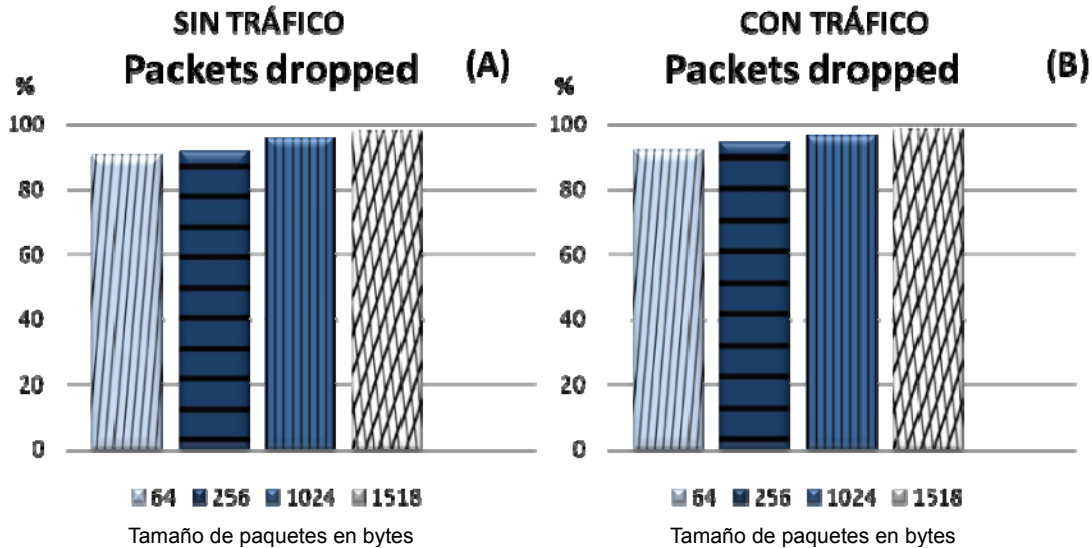 SIN TRÁFICO
Packets dropped (A)
%
100
80
60
40
20
0
64 256 1024 1518
Tamaño de paquetes en bytes
CON TRÁFICO
Packets dropped (B)
%
100
80
60
40
20
0
64 256 1024 1518
Tamaño de paquetes en bytes